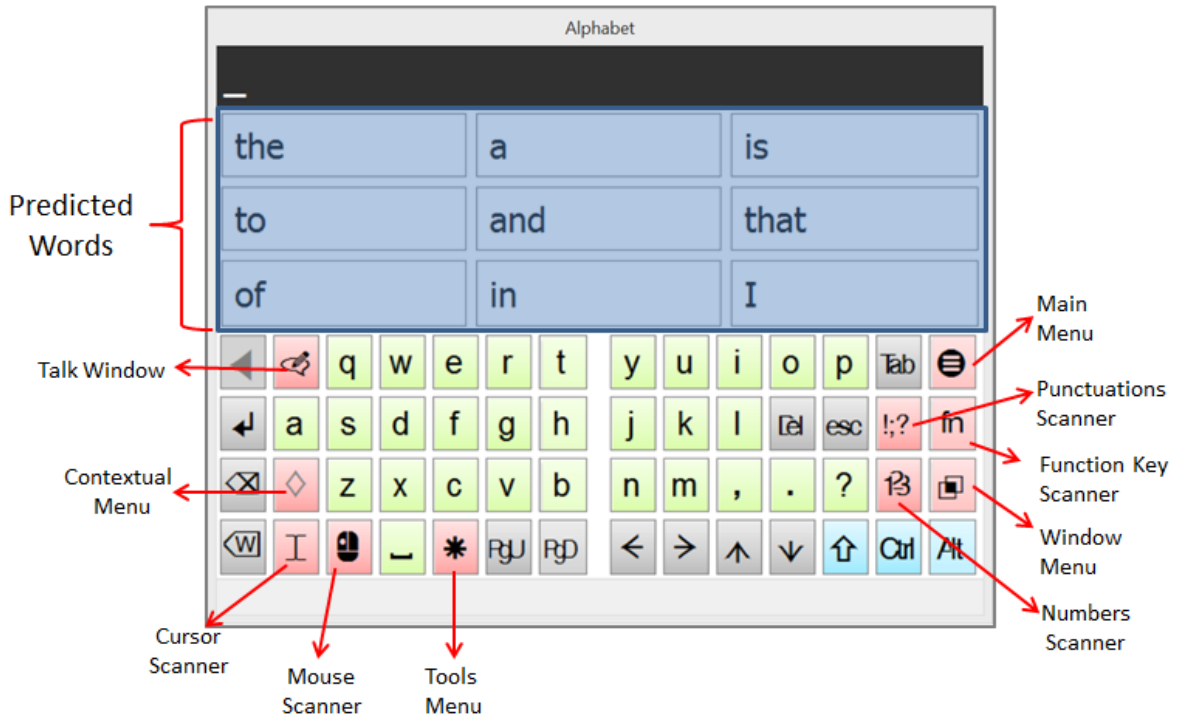 Alphabet
the a is
to and that
of in I
Predicted
Words
q w e r t y u i o p Tab
a s d f g h j k l Del esc !;? fn
z x c v b n m , . ? 123
W PgU PgD Ctrl Alt
Talk Window
Contextual
Menu
Cursor
Scanner
Mouse
Scanner
Tools
Menu
Main
Menu
Punctuations
Scanner
Function Key
Scanner
Window
Menu
Numbers
Scanner